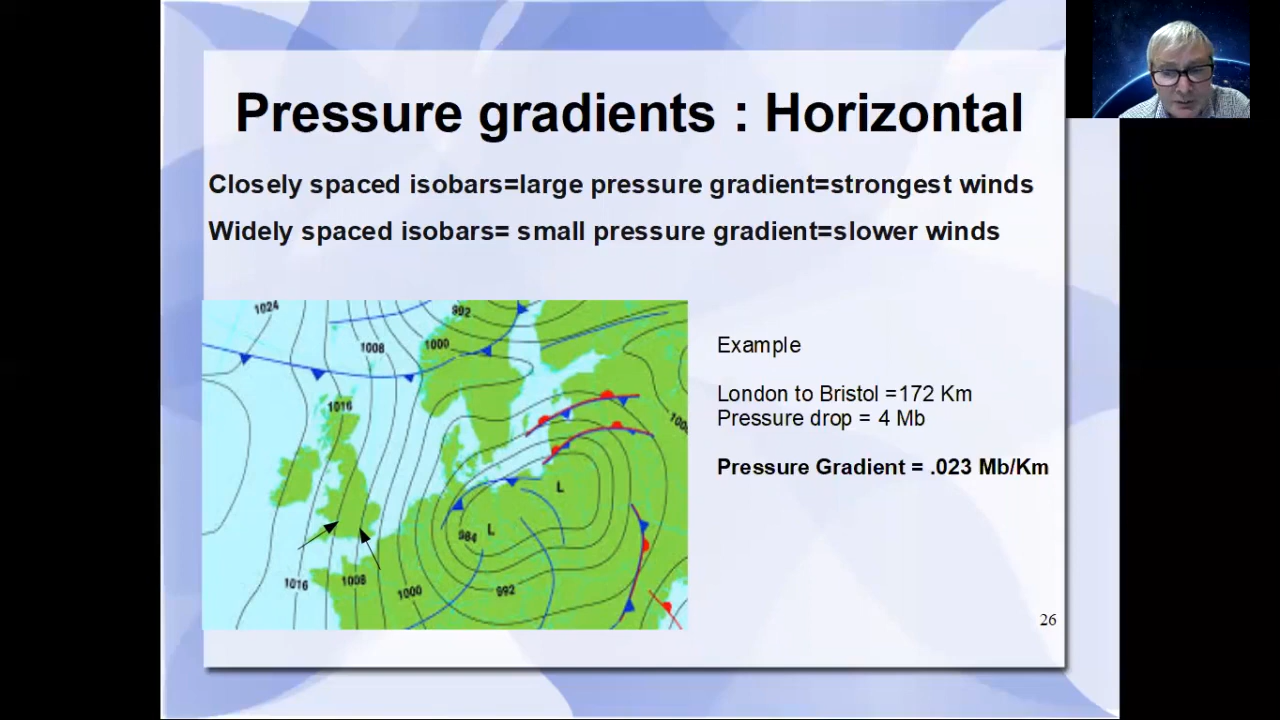 Pressure gradients : Horizontal
Closely spaced isobars=large pressure gradient=strongest winds
Widely spaced isobars= small pressure gradient=slower winds
1024
992
1008
1000
1016
L
984
L
1016
1008
1000
992
Example
London to Bristol =172 Km
Pressure drop = 4 Mb
Pressure Gradient = .023 Mb/Km
26